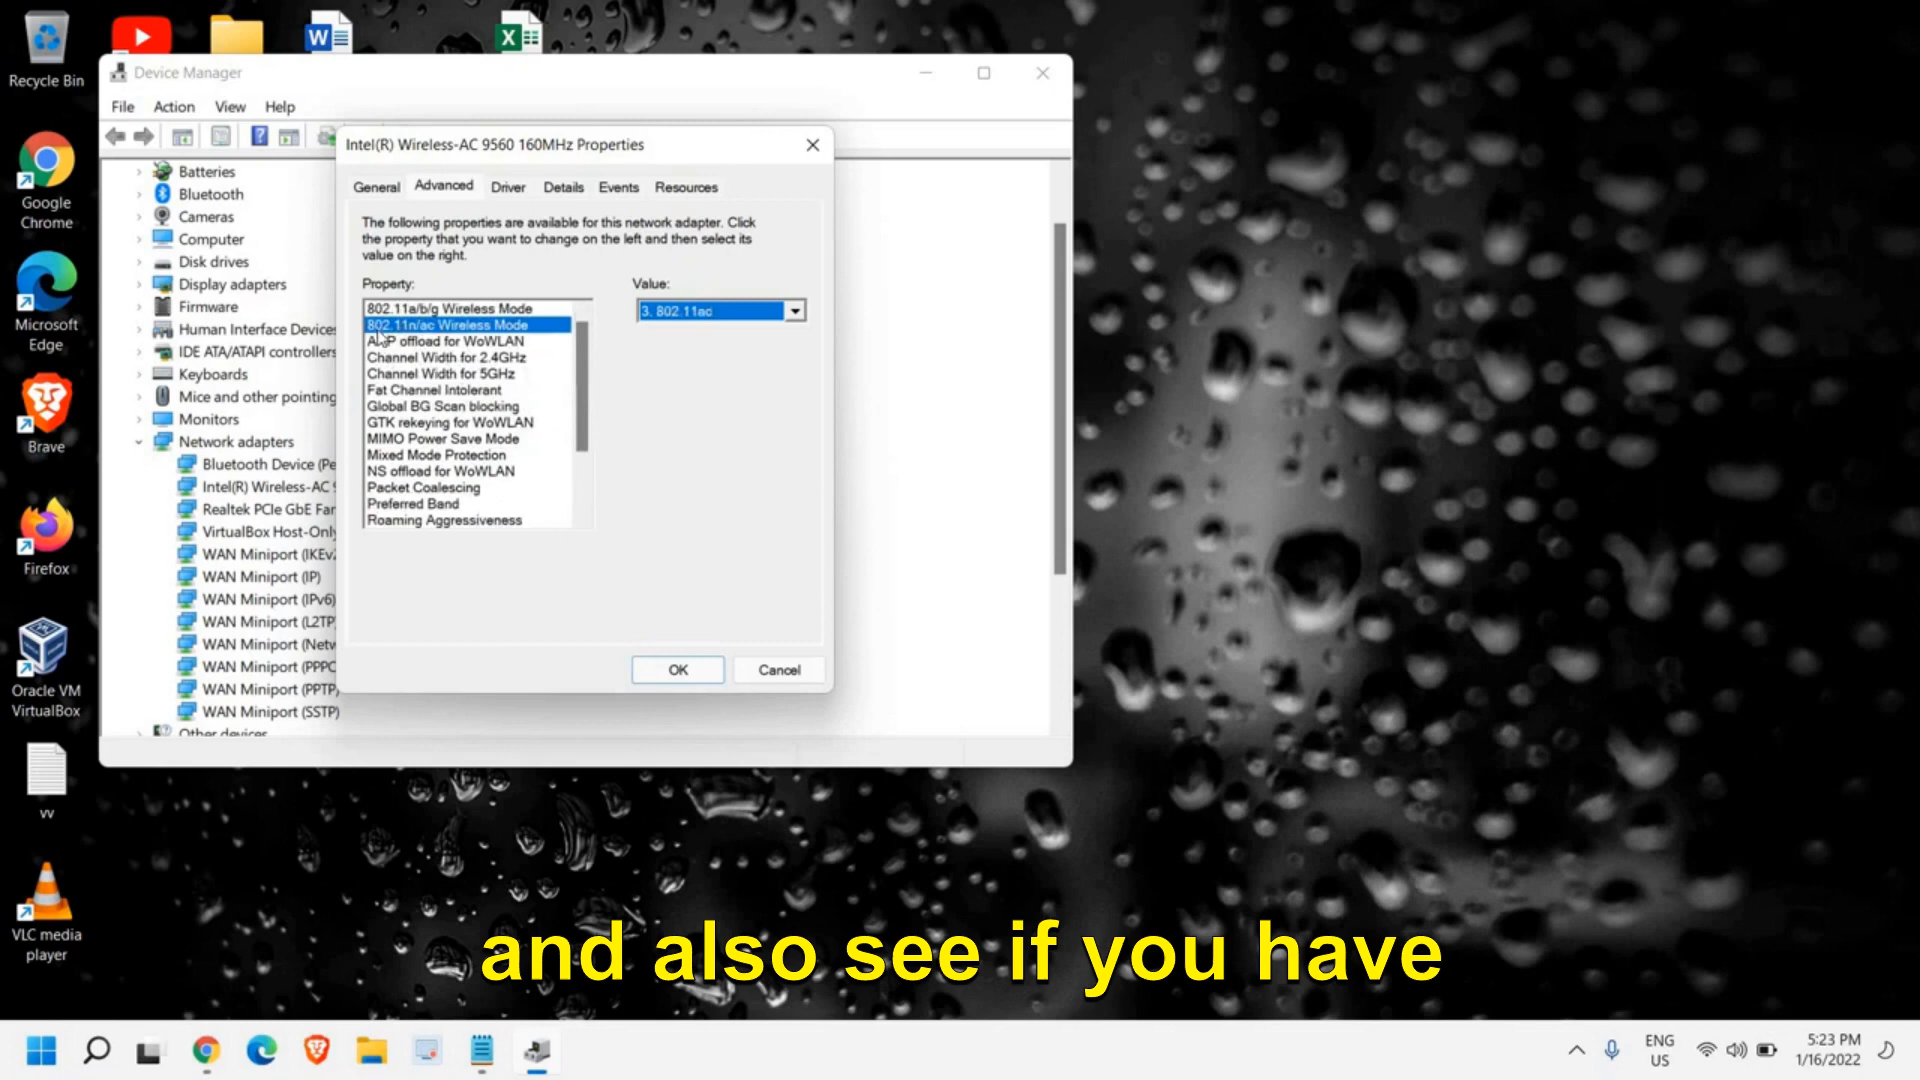 Recycle Bin
Google
Chrome
Microsoft
Edge
Brave
Firefox
Oracle VM
VirtualBox
vv
VLC media
player
Device Manager
File Action View Help
Batteries
Bluetooth
Cameras
Computer
Disk drives
Display adapters
Firmware
Human Interface Devices
IDE ATA/ATAPI controllers
Keyboards
Mice and other pointing
Monitors
Network adapters
Bluetooth Device (Pe
Intel(R) Wireless-AC 9
Realtek PCIe GbE Fam
VirtualBox Host-Only
WAN Miniport (IKEv2
WAN Miniport (IP)
WAN Miniport (IPv6)
WAN Miniport (L2TP)
WAN Miniport (Netw
WAN Miniport (PPPO
WAN Miniport (PPTP)
WAN Miniport (SSTP)
Other devices
Intel(R) Wireless-AC 9560 160MHz Properties
General Advanced Driver Details Events Resources
The following properties are available for this network adapter. Click
the property that you want to change on the left and then select its
value on the right.
Property:
Value:
802.11a/b/g Wireless Mode
802.11n/ac Wireless Mode
ARP offload for WoWLAN
Channel Width for 2.4GHz
Channel Width for 5GHz
Fat Channel Intolerant
Global BG Scan blocking
GTK rekeying for WoWLAN
MIMO Power Save Mode
Mixed Mode Protection
NS offload for WoWLAN
Packet Coalescing
Preferred Band
Roaming Aggressiveness
3. 802.11ac
OK Cancel
and also see if you have
ENG
US
5:23 PM
1/16/2022